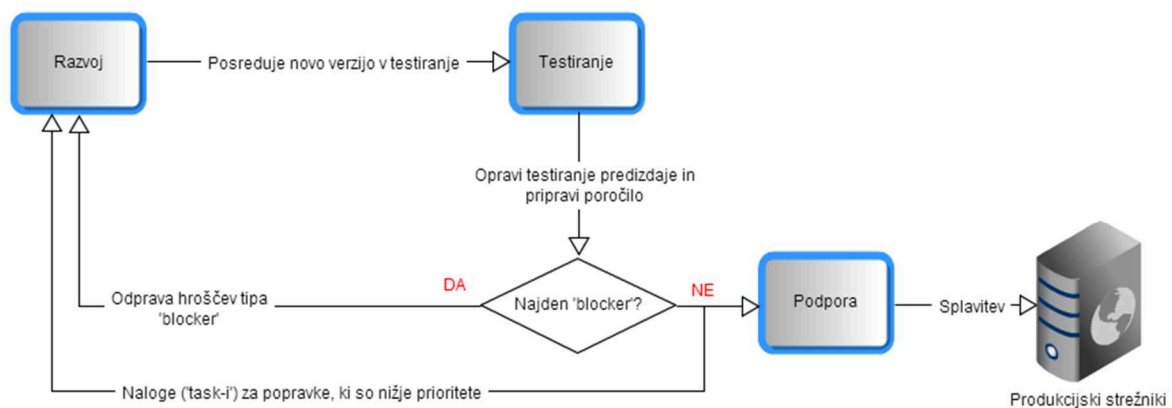 Razvoj
Posreduje novo verzijo v testiranje
Testiranje
Opravi testiranje predizdaje in
pripravi poročilo
DA
Najden 'blocker'?
NE
Odprava hroščev tipa
'blocker'
Podpora
Splavitev
Naloge ('task-i') za popravke, ki so nižje prioritete
Produkcijski strežniki